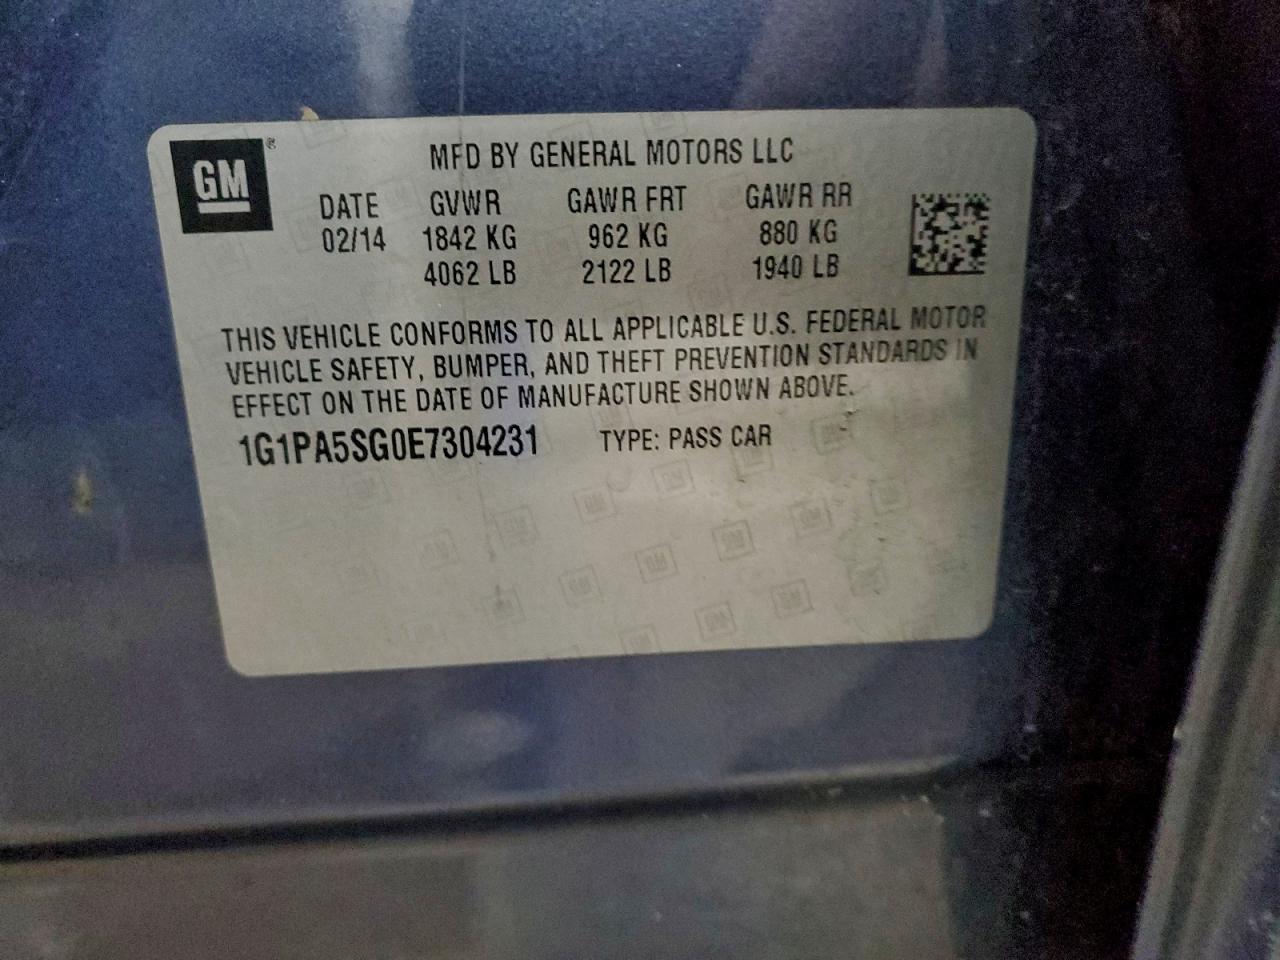 GM ®
MFD BY GENERAL MOTORS LLC
DATE GVWR GAWR FRT GAWR RR
02/14 1842 KG 962 KG 880 KG
4062 LB 2122 LB 1940 LB
THIS VEHICLE CONFORMS TO ALL APPLICABLE U.S. FEDERAL MOTOR
VEHICLE SAFETY, BUMPER, AND THEFT PREVENTION STANDARDS IN
EFFECT ON THE DATE OF MANUFACTURE SHOWN ABOVE.
1G1PA5SG0E7304231 TYPE: PASS CAR